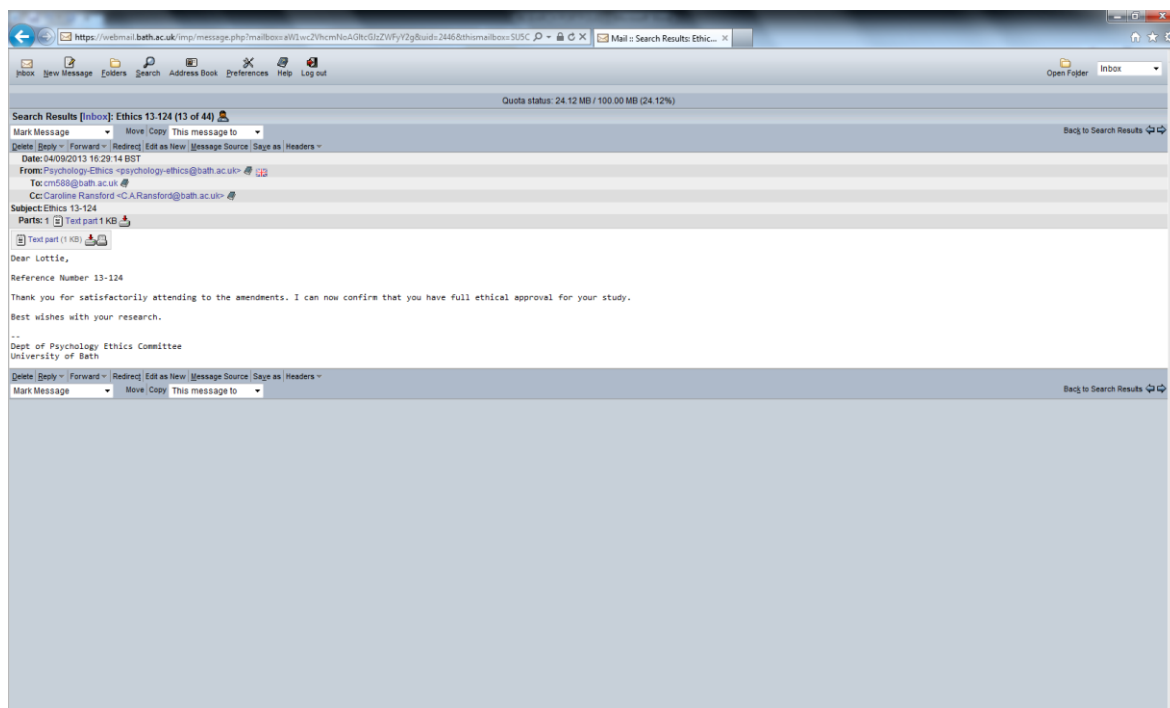 https://webmail.bath.ac.uk/imp/message.php?mailbox= Mail :: Search Results: Ethic...
Inbox New Message Folders Search Address Book Preferences Help Log out Open Folder Inbox
Quota status: 24.12 MB / 100.00 MB (24.12%)
Search Results [Inbox]: Ethics 13-124 (13 of 44)
Mark Message Move Copy This message to Back to Search Results
Delete Reply Forward Redirect Edit as New Message Source Save as Headers
Date: 04/09/2013 16:29:14 BST
From: Psychology-Ethics <psychology-ethics@bath.ac.uk>
To: cm588@bath.ac.uk
Cc: Caroline Ransford <C.A.Ransford@bath.ac.uk>
Subject: Ethics 13-124
Parts: 1 Text part 1 KB
Text part (1 KB)
Dear Lottie,
Reference Number 13-124
Thank you for satisfactorily attending to the amendments. I can now confirm that you have full ethical approval for your study.
Best wishes with your research.
--
Dept of Psychology Ethics Committee
University of Bath
Delete Reply Forward Redirect Edit as New Message Source Save as Headers
Mark Message Move Copy This message to Back to Search Results